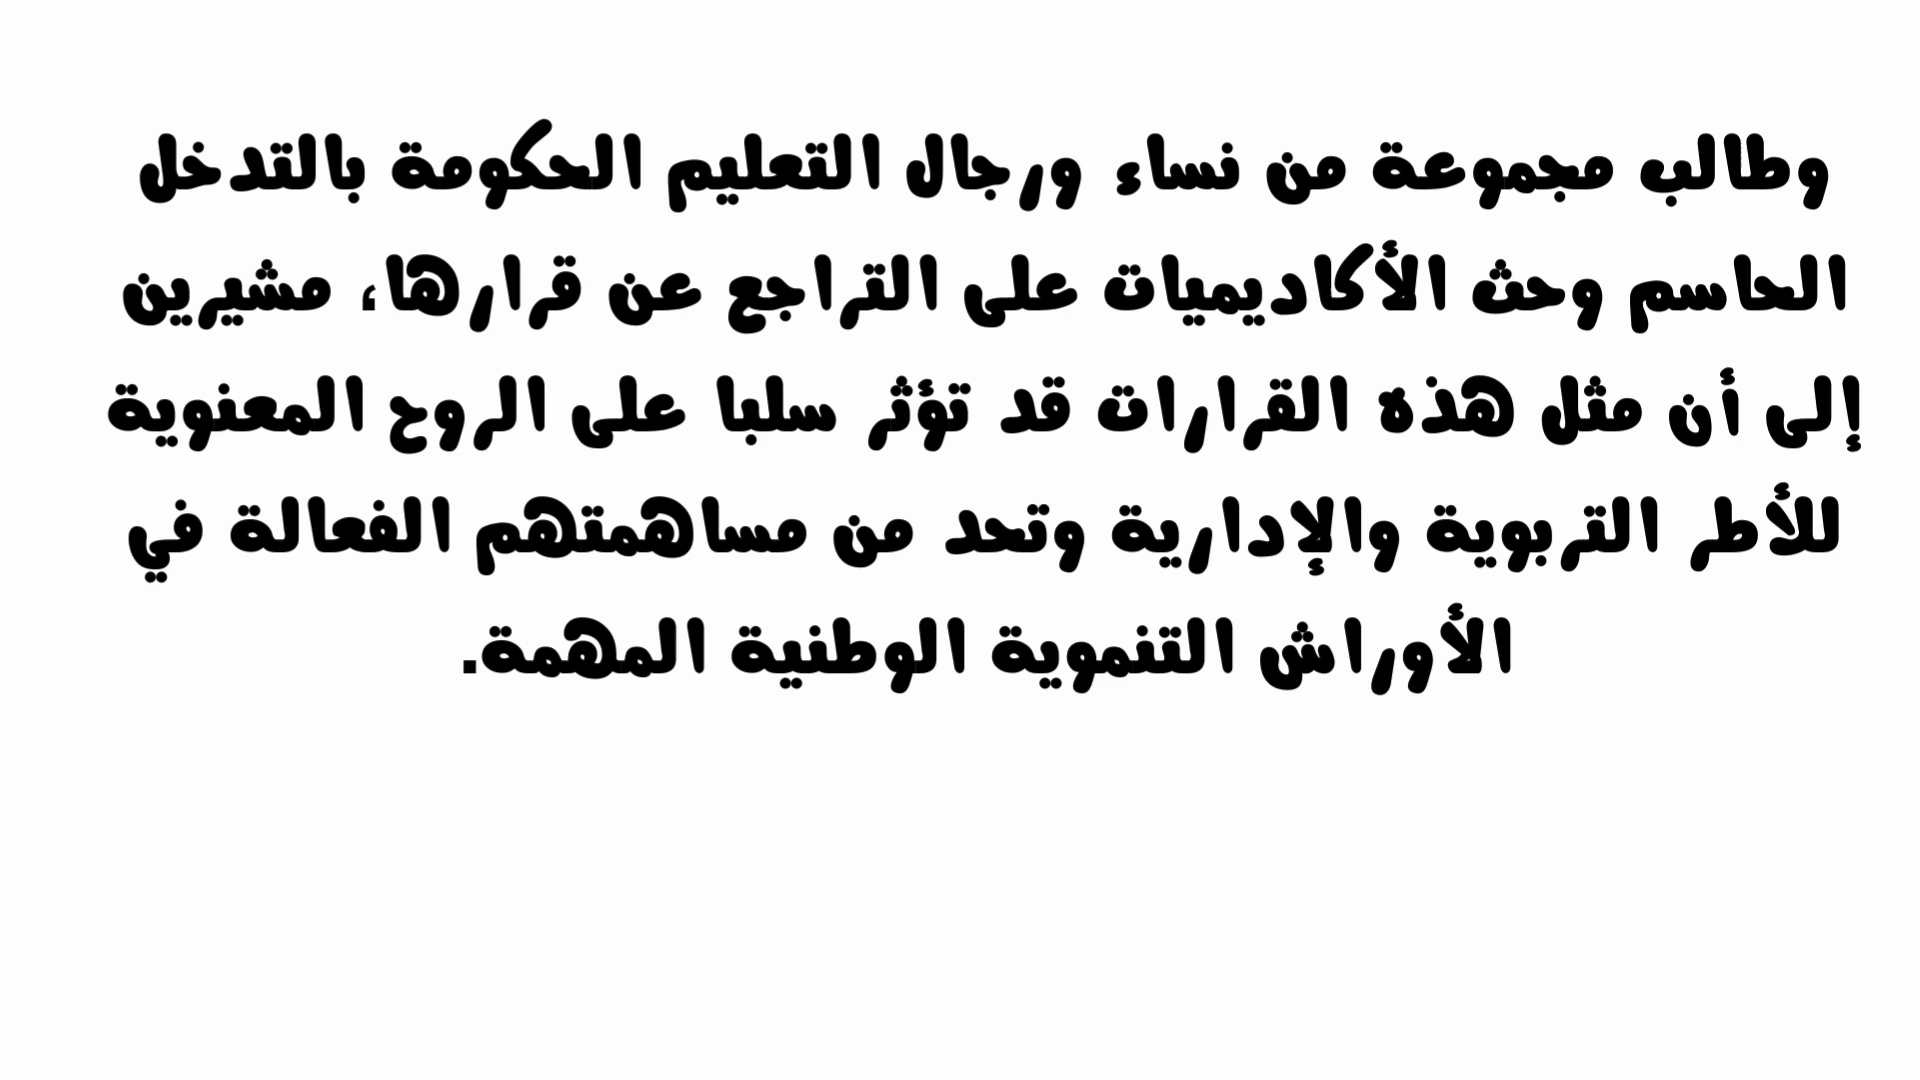 وطالب مجموعة من نساء ورجال التعليم الحكومة بالتدخل
الحاسم وحث الأكاديميات على التراجع عن قرارها، مشيرين
إلى أن مثل هذه القرارات قد تؤثر سلبا على الروح المعنوية
للأطر التربوية والإدارية وتحد من مساهمتهم الفعالة في
الأوراش التنموية الوطنية المهمة.